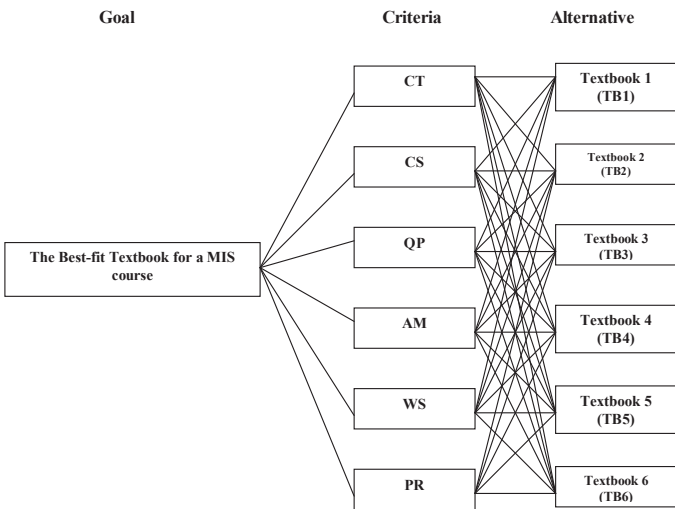 Goal
Criteria
Alternative
CT
CS
QP
AM
WS
PR
The Best-fit Textbook for a MIS
course
Textbook 1
(TB1)
Textbook 2
(TB2)
Textbook 3
(TB3)
Textbook 4
(TB4)
Textbook 5
(TB5)
Textbook 6
(TB6)